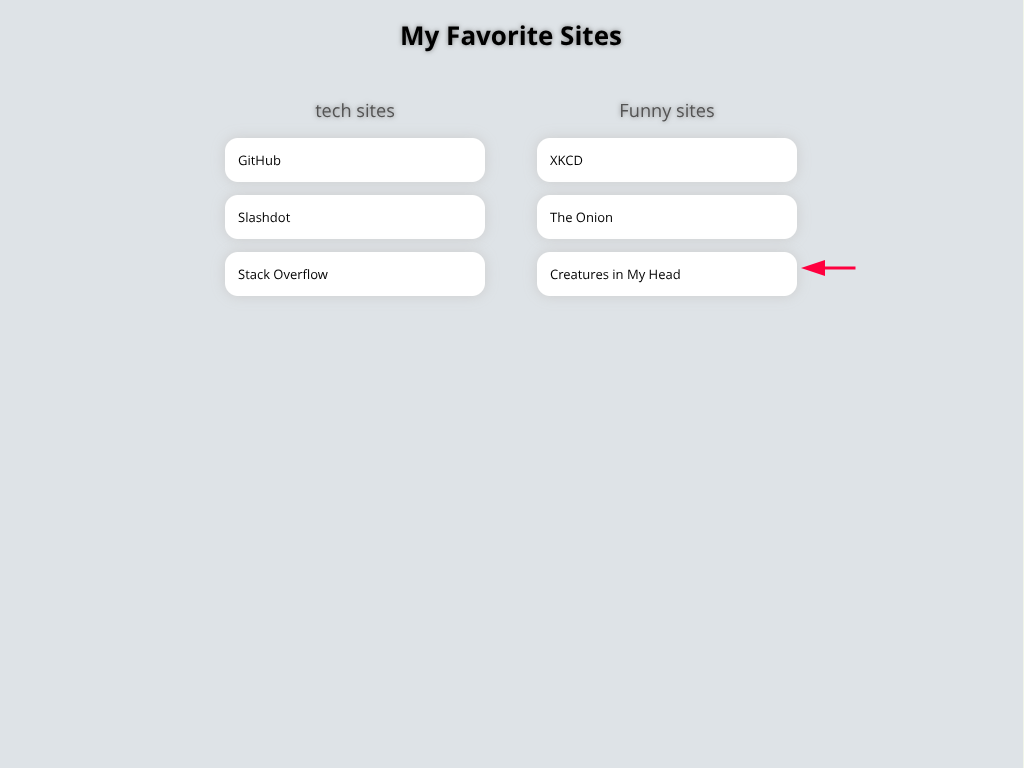 My Favorite Sites
tech sites
GitHub
Slashdot
Stack Overflow
Funny sites
XKCD
The Onion
Creatures in My Head